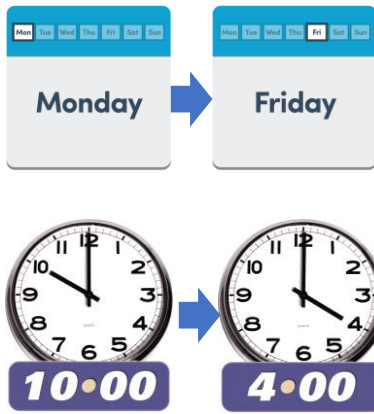 Mon Tue Wed Thu Fri Sat Sun
Mon Tue Wed Thu Fri Sat Sun
Monday
Friday
12 1 2 3 4 5 6 7 8 9 10 11
12 1 2 3 4 5 6 7 8 9 10 11
10•00
4•00